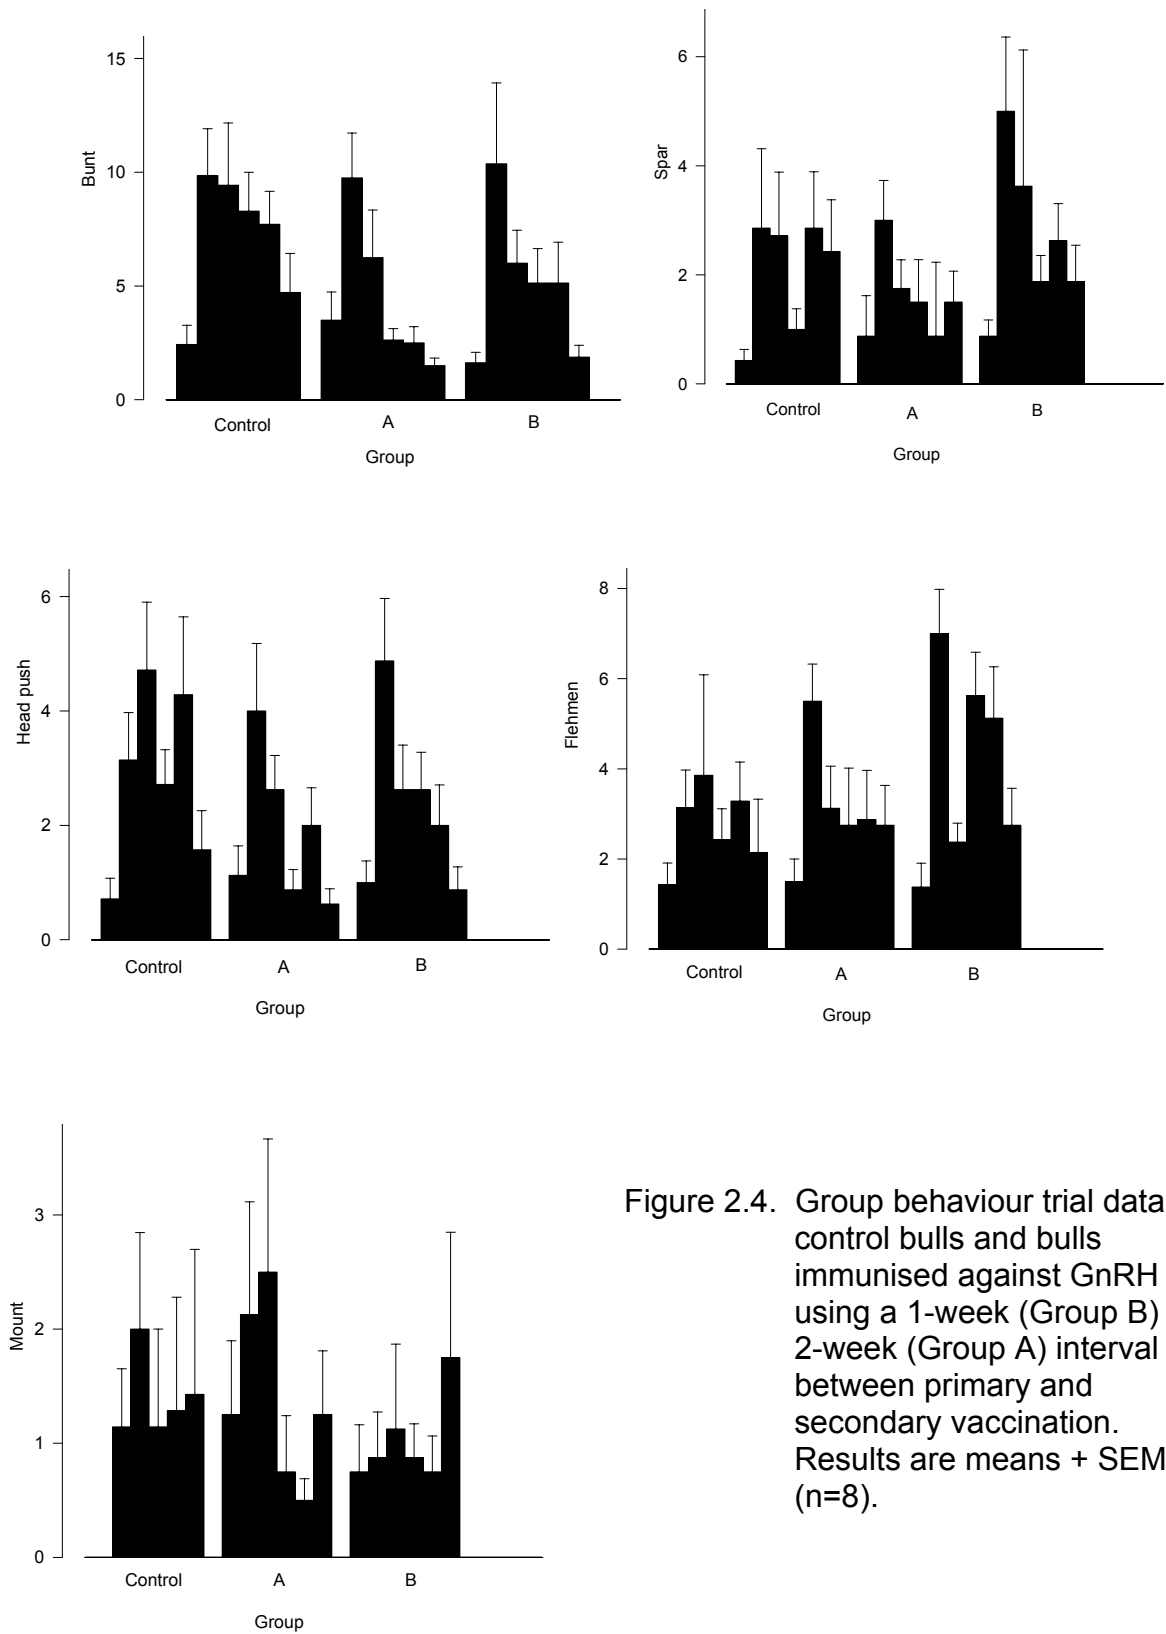 15
10
5
0
Bunt
Control
A
B
Group
6
4
2
0
Spar
Control
A
B
Group
6
4
2
0
Head push
Control
A
B
Group
8
6
4
2
0
Flehmen
Control
A
B
Group
3
2
1
0
Mount
Control
A
B
Group
Figure 2.4. Group behaviour trial data
control bulls and bulls
immunised against GnRH
using a 1-week (Group B)
2-week (Group A) interval
between primary and
secondary vaccination.
Results are means + SEM
(n=8).